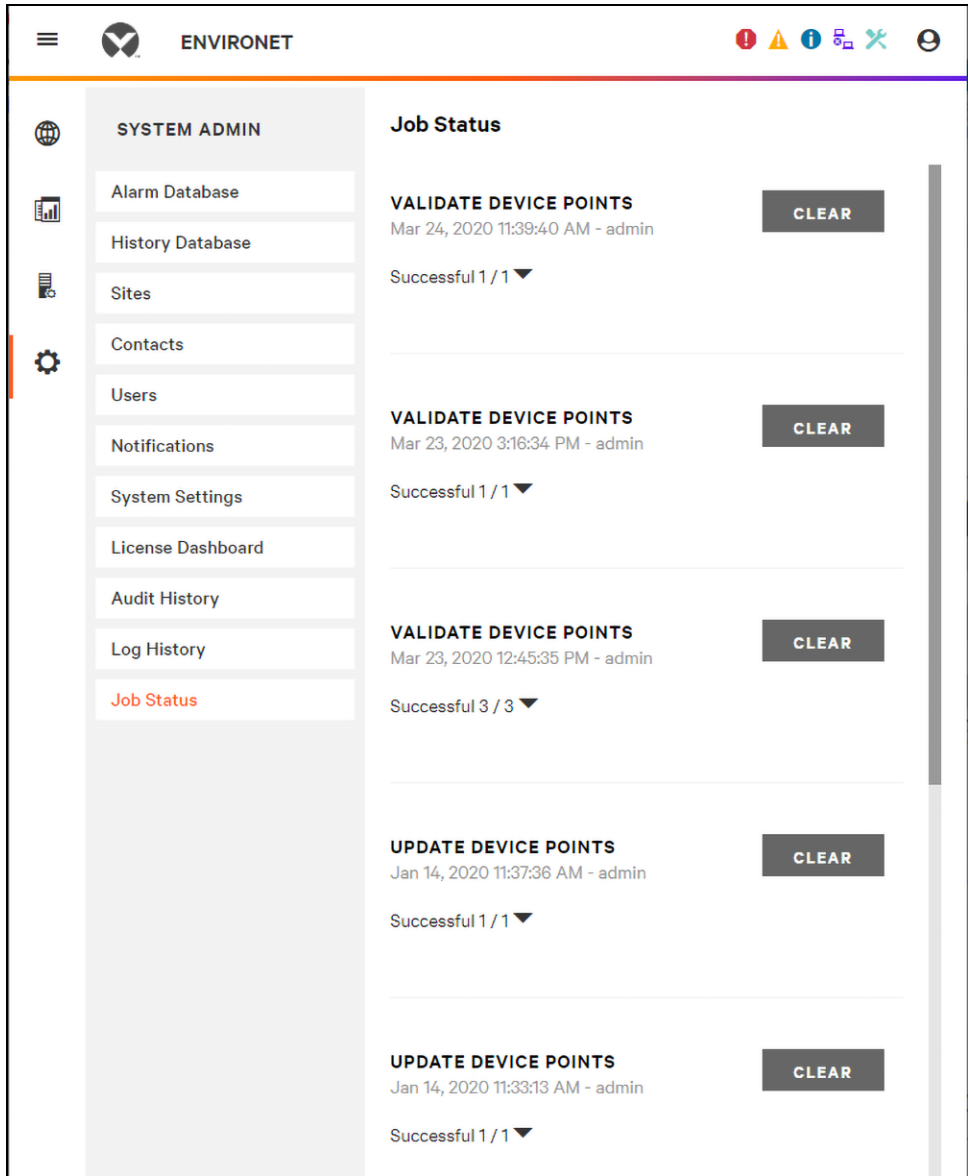 ENVIRONET
SYSTEM ADMIN
Alarm Database
History Database
Sites
Contacts
Users
Notifications
System Settings
License Dashboard
Audit History
Log History
Job Status
Job Status
VALIDATE DEVICE POINTS
Mar 24, 2020 11:39:40 AM - admin
CLEAR
Successful 1 / 1
VALIDATE DEVICE POINTS
Mar 23, 2020 3:16:34 PM - admin
CLEAR
Successful 1 / 1
VALIDATE DEVICE POINTS
Mar 23, 2020 12:45:35 PM - admin
CLEAR
Successful 3 / 3
UPDATE DEVICE POINTS
Jan 14, 2020 11:37:36 AM - admin
CLEAR
Successful 1 / 1
UPDATE DEVICE POINTS
Jan 14, 2020 11:33:13 AM - admin
CLEAR
Successful 1 / 1